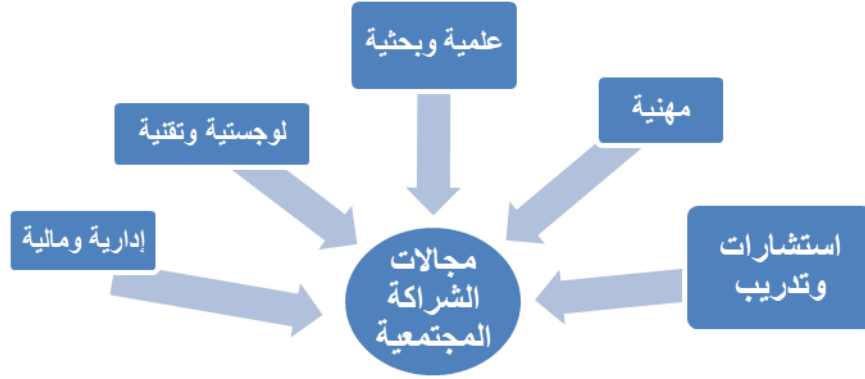 علمية وبحثية
مهنية
لوجستية وتقنية
استشارات
وتدريب
إدارية ومالية
مجالات
الشراكة
المجتمعية